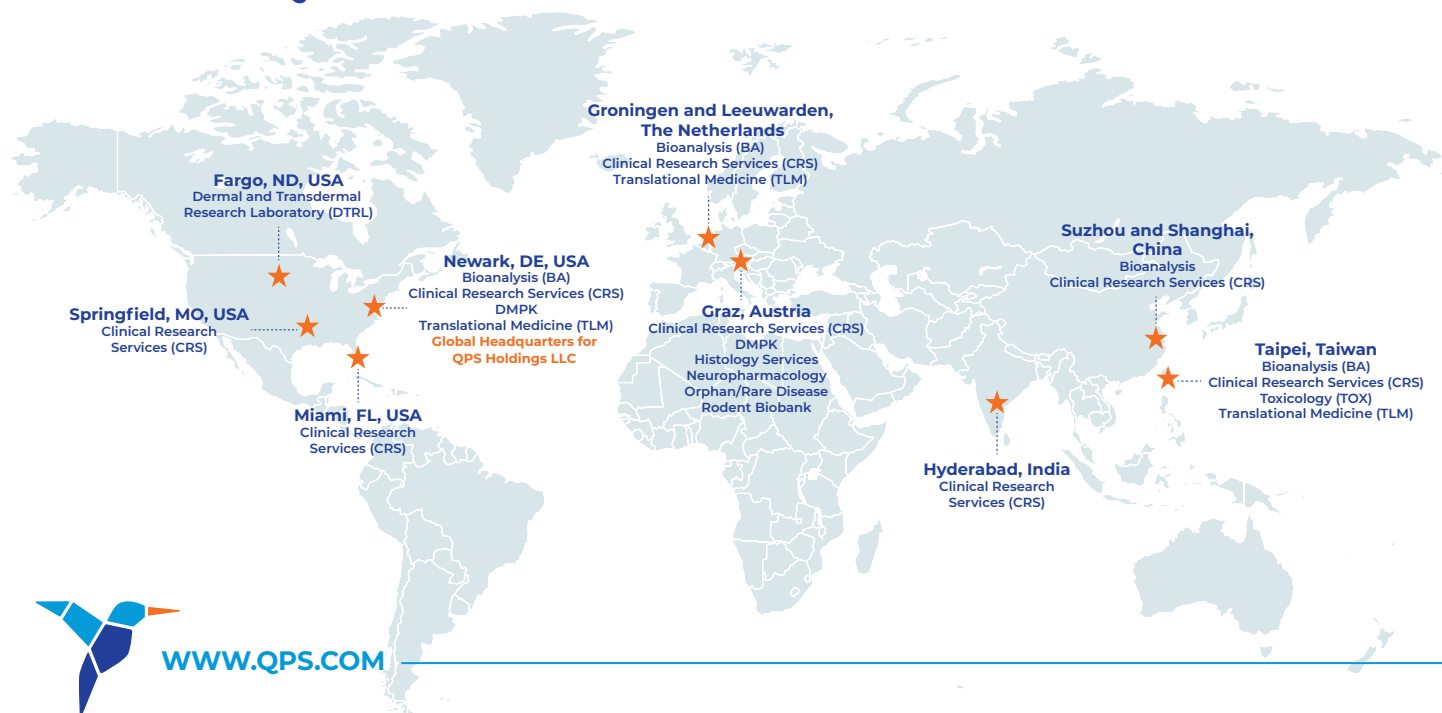 Groningen and Leeuwarden,
The Netherlands
Bioanalysis (BA)
Clinical Research Services (CRS)
Translational Medicine (TLM)
Fargo, ND, USA
Dermal and Transdermal
Research Laboratory (DTRL)
Newark, DE, USA
Bioanalysis (BA)
Clinical Research Services (CRS)
DMPK
Translational Medicine (TLM)
Global Headquarters for
QPS Holdings LLC
Springfield, MO, USA
Clinical Research
Services (CRS)
Miami, FL, USA
Clinical Research
Services (CRS)
Graz, Austria
Clinical Research Services (CRS)
DMPK
Histology Services
Neuropharmacology
Orphan/Rare Disease
Rodent Biobank
Suzhou and Shanghai,
China
Bioanalysis
Clinical Research Services (CRS)
Taipei, Taiwan
Bioanalysis (BA)
Clinical Research Services (CRS)
Toxicology (TOX)
Translational Medicine (TLM)
Hyderabad, India
Clinical Research
Services (CRS)
WWW.QPS.COM